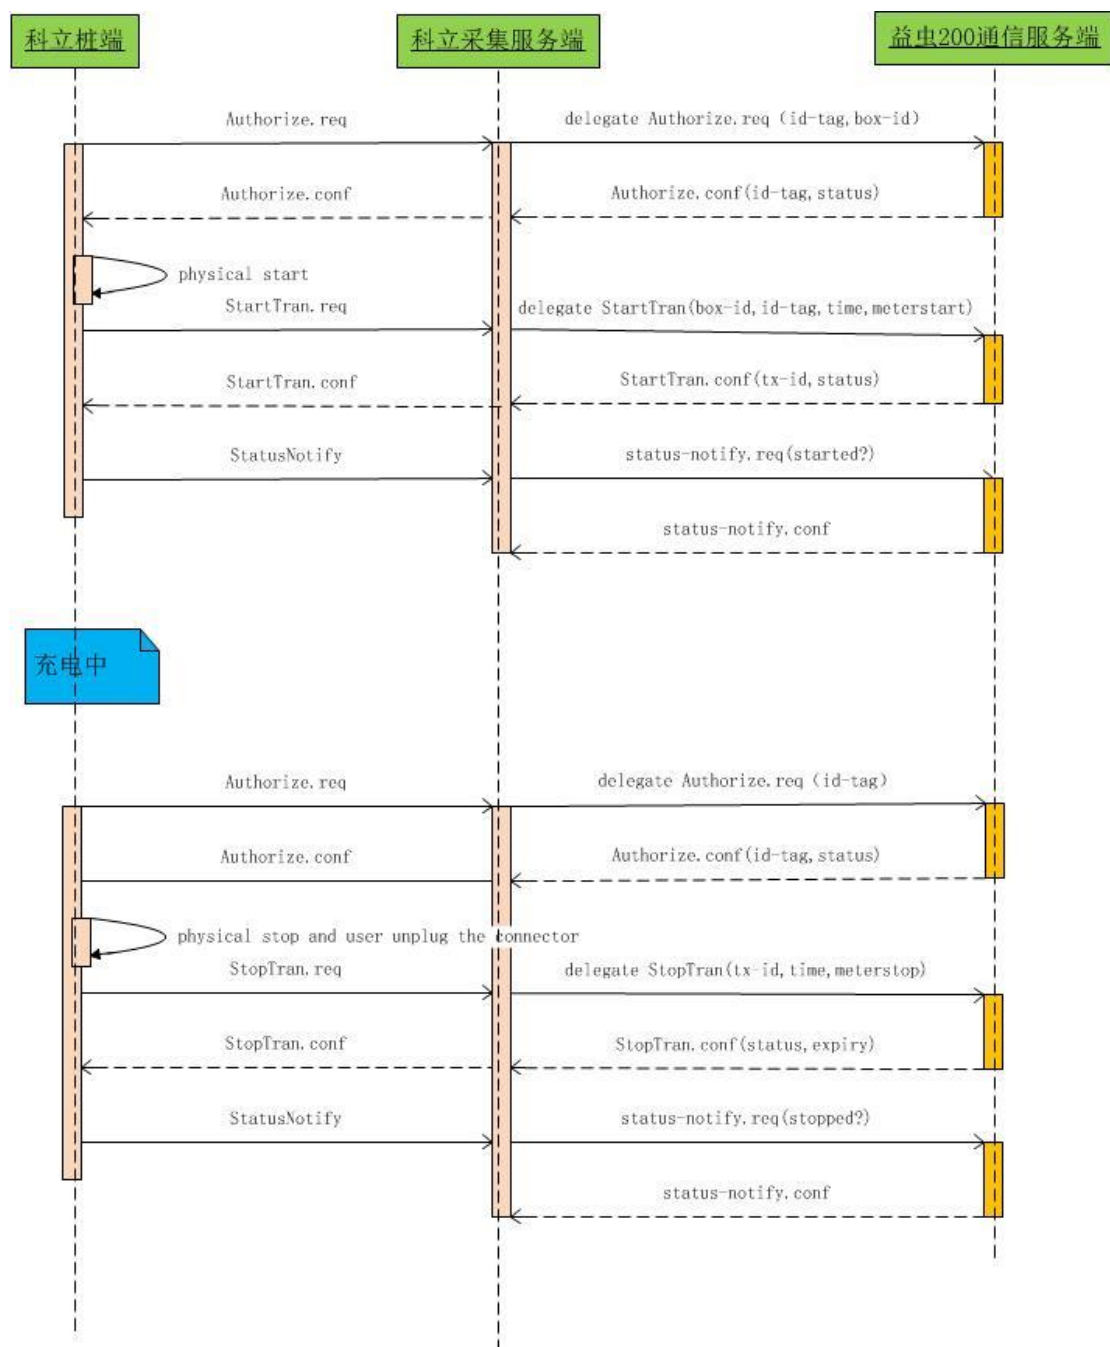 科立桩端
科立采集服务端
益虫200通信服务端
Authorize.req
delegate Authorize.req (id-tag,box-id)
Authorize.conf
Authorize.conf(id-tag,status)
physical start
StartTran.req
delegate StartTran(box-id,id-tag,time,meterstart)
StartTran.conf
StartTran.conf(tx-id,status)
StatusNotify
status-notify.req(started?)
status-notify.conf
充电中
Authorize.req
delegate Authorize.req (id-tag)
Authorize.conf
Authorize.conf(id-tag,status)
physical stop and user unplug the connector
StopTran.req
delegate StopTran(tx-id,time,meterstop)
StopTran.conf
StopTran.conf(status,expiry)
StatusNotify
status-notify.req(stopped?)
status-notify.conf